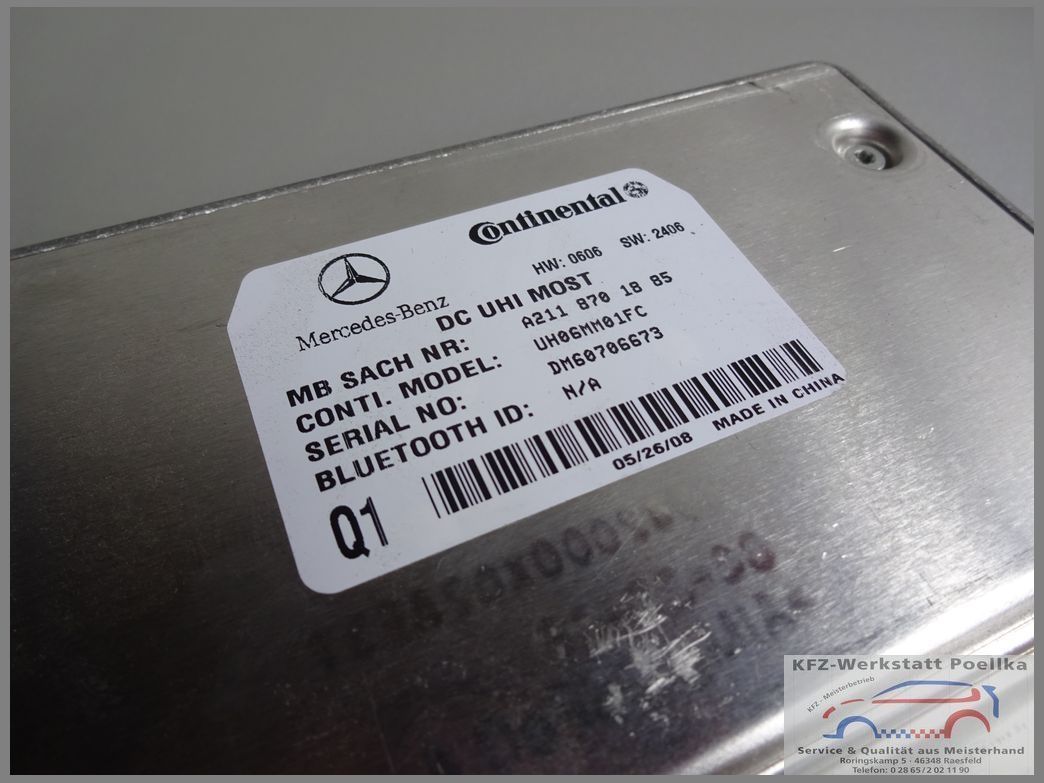 Continental
HW: 0606 SW: 2406
Mercedes-Benz
DC UHI MOST
MB SACH NR: A211 870 18 85
CONTI. MODEL: UH06MM01FC
SERIAL NO: DM60706673
BLUETOOTH ID: N/A
Q1
05/26/08 MADE IN CHINA
KFZ-Werkstatt Poellka
KFZ - Meisterbetrieb
Service & Qualität aus Meisterhand
Roringskamp 5 · 46348 Raesfeld
Telefon: 0 28 65 / 2 02 11 90